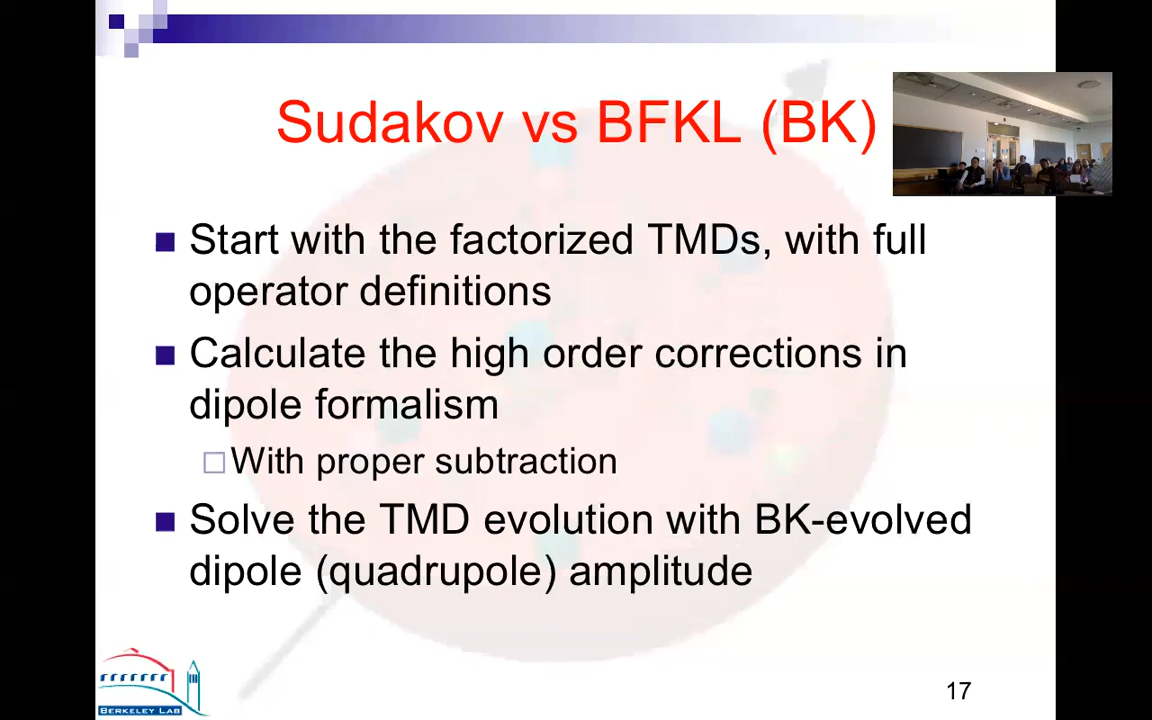 Sudakov vs BFKL (BK)
Start with the factorized TMDs, with full
operator definitions
Calculate the high order corrections in
dipole formalism
With proper subtraction
Solve the TMD evolution with BK-evolved
dipole (quadrupole) amplitude
BERKELEY LAB
17